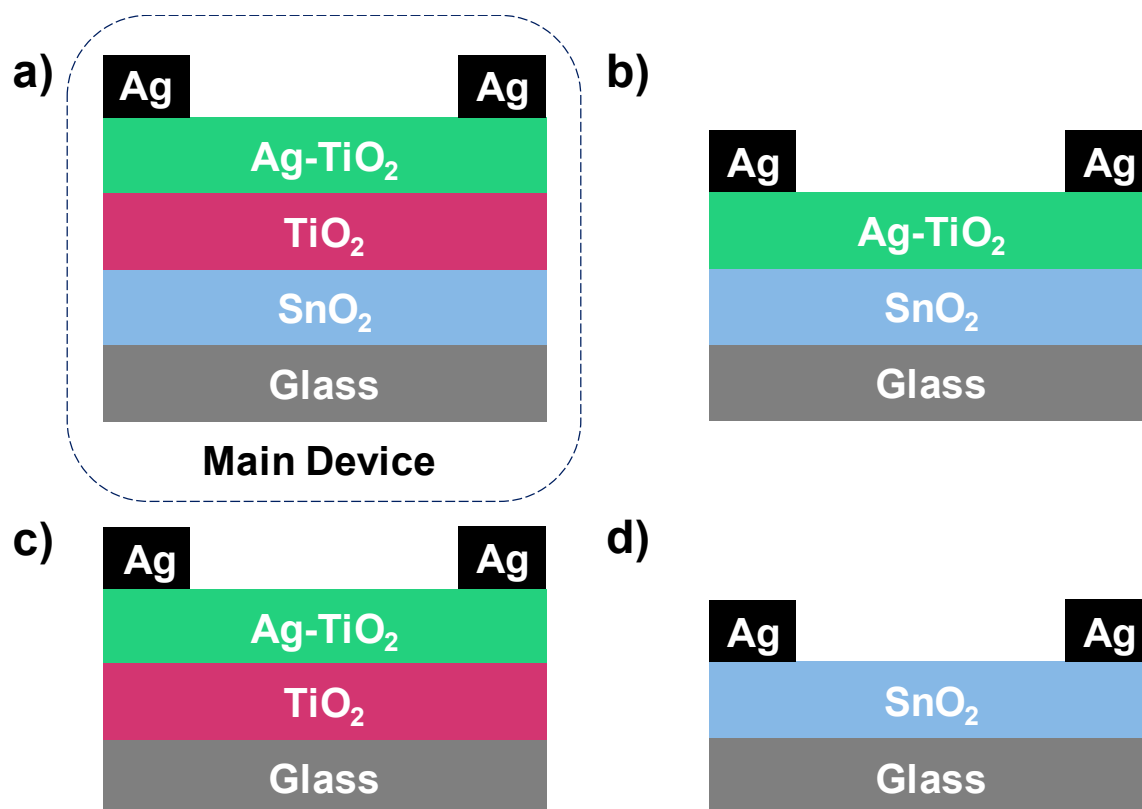 a)
Ag Ag
Ag-TiO₂
TiO₂
SnO₂
Glass
Main Device
b)
Ag Ag
Ag-TiO₂
SnO₂
Glass
c)
Ag Ag
Ag-TiO₂
TiO₂
Glass
d)
Ag Ag
SnO₂
Glass